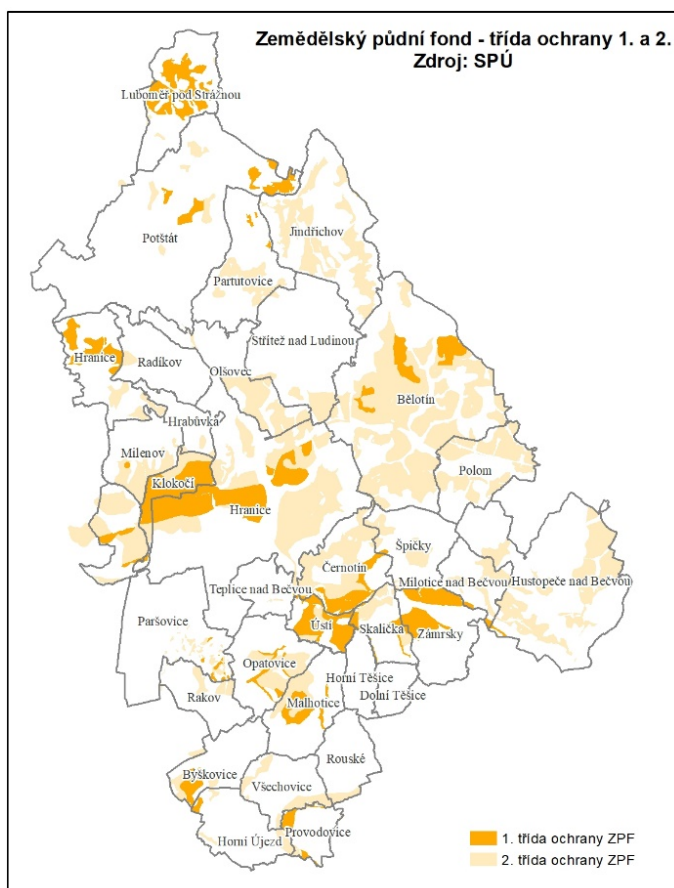 Zemědělský půdní fond - třída ochrany 1. a 2.
Zdroj: SPÚ
Luboměř pod Strážnou
Potštát
Jindřichov
Partutovice
Střítež nad Ludinou
Hranice
Radíkov
Olšovec
Bělotín
Hrabůvka
Milenov
Polom
Klokočí
Hranice
Špičky
Černotín
Teplice nad Bečvou
Milotice nad Bečvou
Hustopeče nad Bečvou
Paršovice
Ústí
Skalička
Zámrsky
Opatovice
Horní Těšice
Rakov
Dolní Těšice
Malhotice
Rouské
Býškovice
Všechovice
Horní Újezd
Provodovice
1. třída ochrany ZPF
2. třída ochrany ZPF